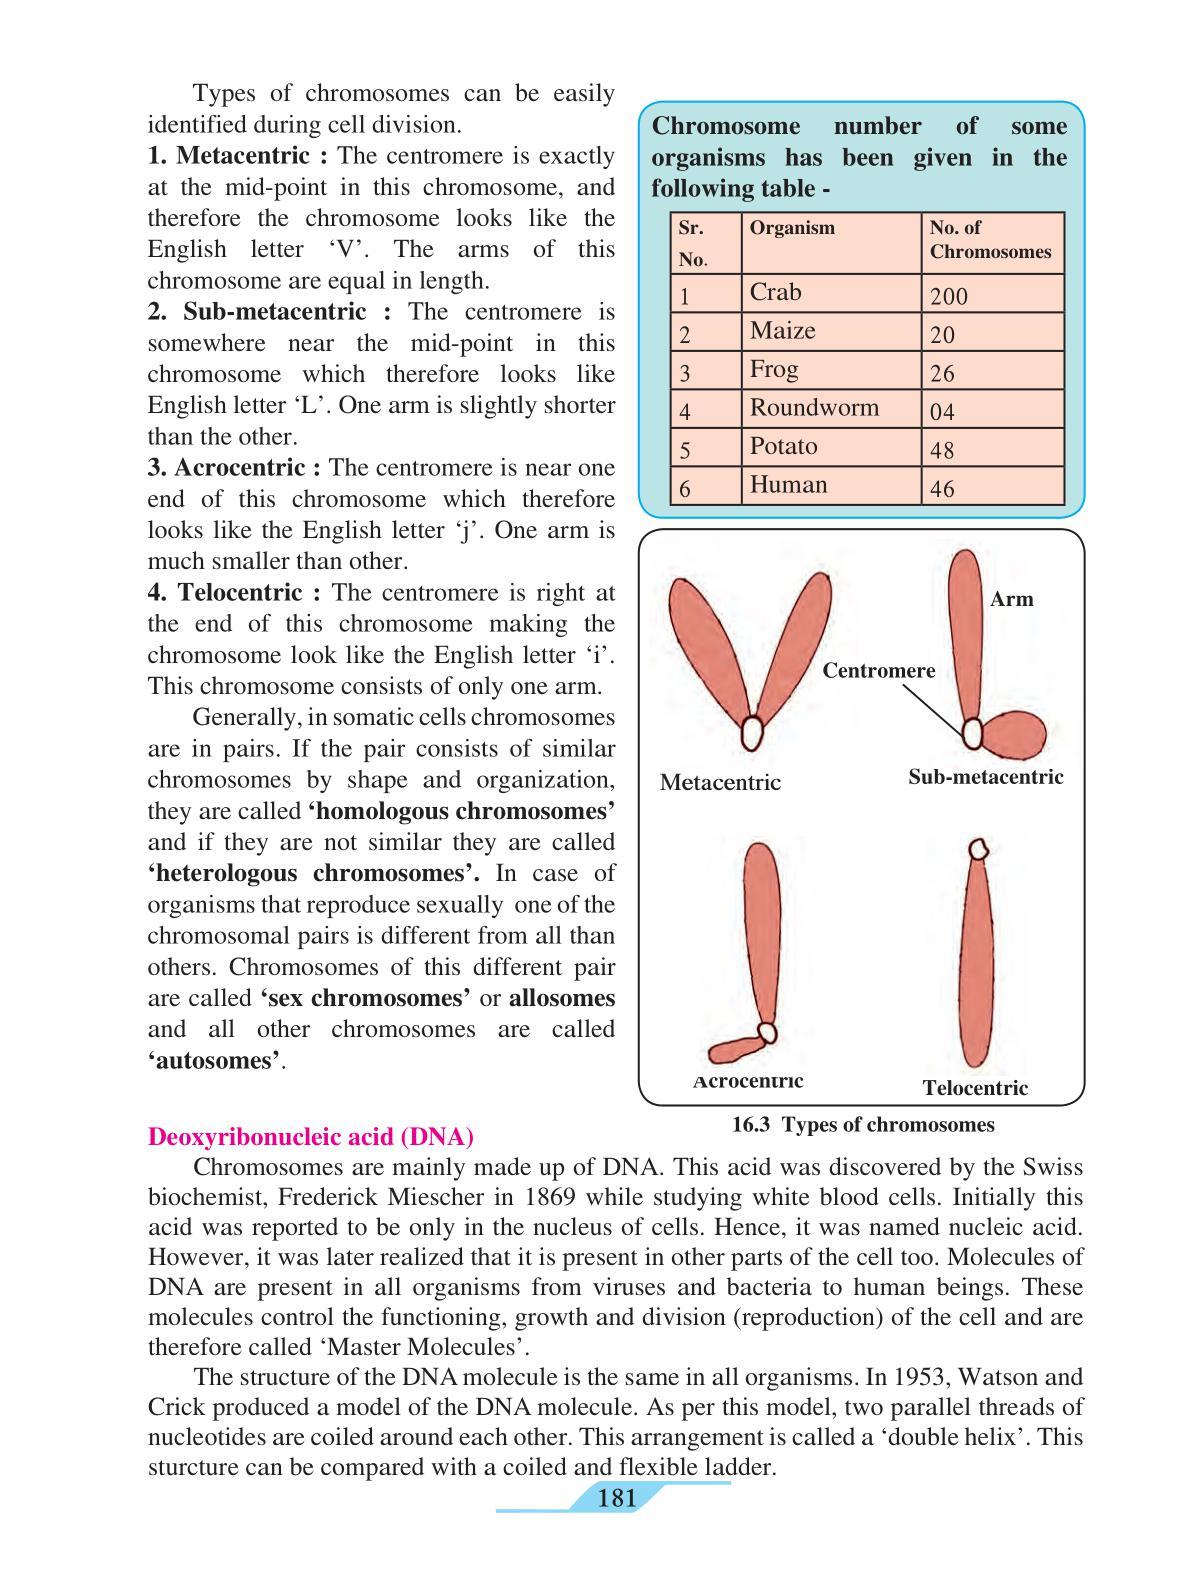 Types of chromosomes can be easily
identified during cell division.
1. Metacentric : The centromere is exactly
at the mid-point in this chromosome, and
therefore the chromosome looks like the
English letter ‘V’. The arms of this
chromosome are equal in length.
2. Sub-metacentric : The centromere is
somewhere near the mid-point in this
chromosome which therefore looks like
English letter ‘L’. One arm is slightly shorter
than the other.
3. Acrocentric : The centromere is near one
end of this chromosome which therefore
looks like the English letter ‘j’. One arm is
much smaller than other.
4. Telocentric : The centromere is right at
the end of this chromosome making the
chromosome look like the English letter ‘i’.
This chromosome consists of only one arm.
Generally, in somatic cells chromosomes
are in pairs. If the pair consists of similar
chromosomes by shape and organization,
they are called ‘homologous chromosomes’
and if they are not similar they are called
‘heterologous chromosomes’. In case of
organisms that reproduce sexually one of the
chromosomal pairs is different from all than
others. Chromosomes of this different pair
are called ‘sex chromosomes’ or allosomes
and all other chromosomes are called
‘autosomes’.
Chromosome number of some
organisms has been given in the
following table -
Sr. No. Organism No. of Chromosomes
1 Crab 200
2 Maize 20
3 Frog 26
4 Roundworm 04
5 Potato 48
6 Human 46
Arm
Centromere
Metacentric
Sub-metacentric
Acrocentric
Telocentric
16.3 Types of chromosomes
Deoxyribonucleic acid (DNA)
Chromosomes are mainly made up of DNA. This acid was discovered by the Swiss
biochemist, Frederick Miescher in 1869 while studying white blood cells. Initially this
acid was reported to be only in the nucleus of cells. Hence, it was named nucleic acid.
However, it was later realized that it is present in other parts of the cell too. Molecules of
DNA are present in all organisms from viruses and bacteria to human beings. These
molecules control the functioning, growth and division (reproduction) of the cell and are
therefore called ‘Master Molecules’.
The structure of the DNA molecule is the same in all organisms. In 1953, Watson and
Crick produced a model of the DNA molecule. As per this model, two parallel threads of
nucleotides are coiled around each other. This arrangement is called a ‘double helix’. This
sturcture can be compared with a coiled and flexible ladder.
181